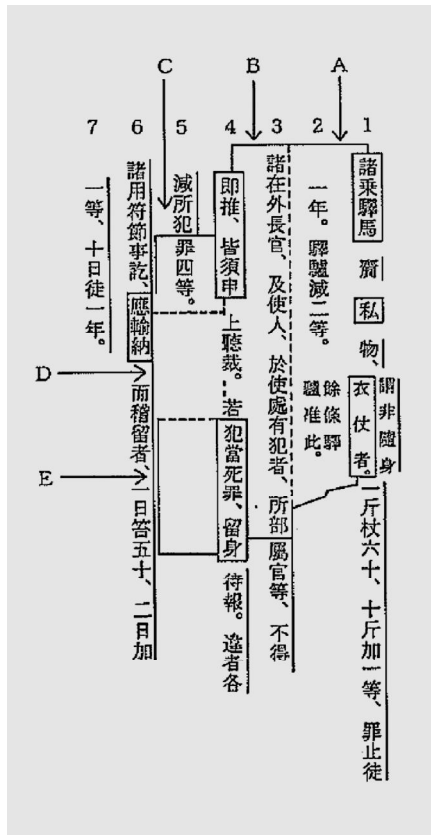 C B A
1 諸乘驛馬齎私物、謂非隨身衣仗者。一斤杖六十、十斤加一等、罪止徒
2 一年。驛驢減二等。餘條驛
驢准此。
3 諸在外長官、及使人、於使處有犯者、所部屬官等、不得
4 即推、皆須申上聽裁。若犯當死罪、留身待報。違者各
5 減所犯罪四等。
6 諸用符節事訖、應輸納而稽留者、一日笞五十、二日加
7 一等、十日徒一年。
D
E